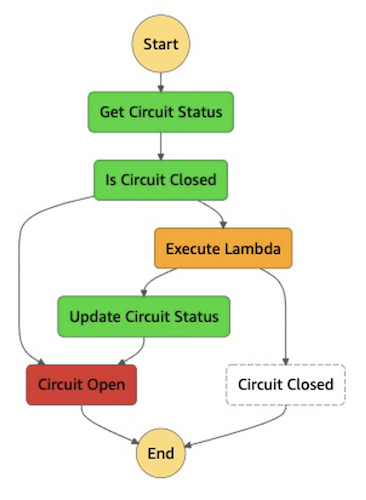 Start
Get Circuit Status
Is Circuit Closed
Execute Lambda
Update Circuit Status
Circuit Open
Circuit Closed
End